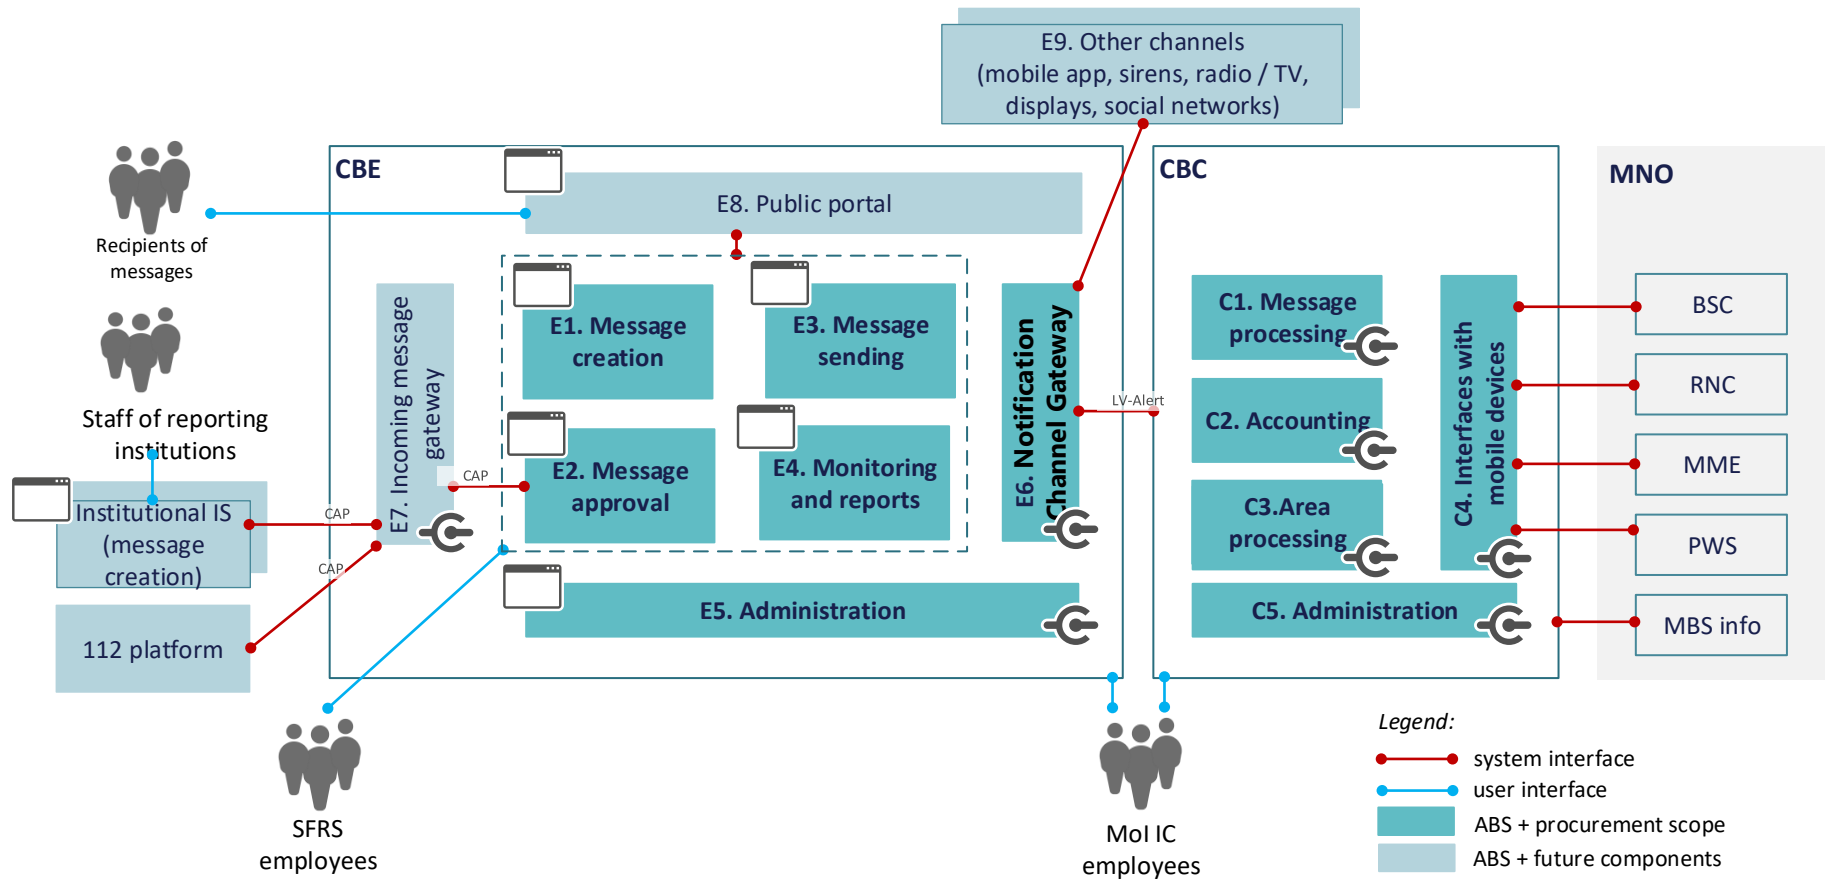 E9. Other channels
(mobile app, sirens, radio / TV,
displays, social networks)
CBE
CBC
MNO
E8. Public portal
Recipients of
messages
Staff of reporting
institutions
Institutional IS
(message
creation)
112 platform
CAP
CAP
E7. Incoming message
gateway
CAP
E1. Message
creation
E3. Message
sending
E2. Message
approval
E4. Monitoring
and reports
E5. Administration
E6. Notification
Channel Gateway
LV-Alert
C1. Message
processing
C2. Accounting
C3.Area
processing
C4. Interfaces with
mobile devices
C5. Administration
BSC
RNC
MME
PWS
MBS info
SFRS
employees
MoI IC
employees
Legend:
system interface
user interface
ABS + procurement scope
ABS + future components